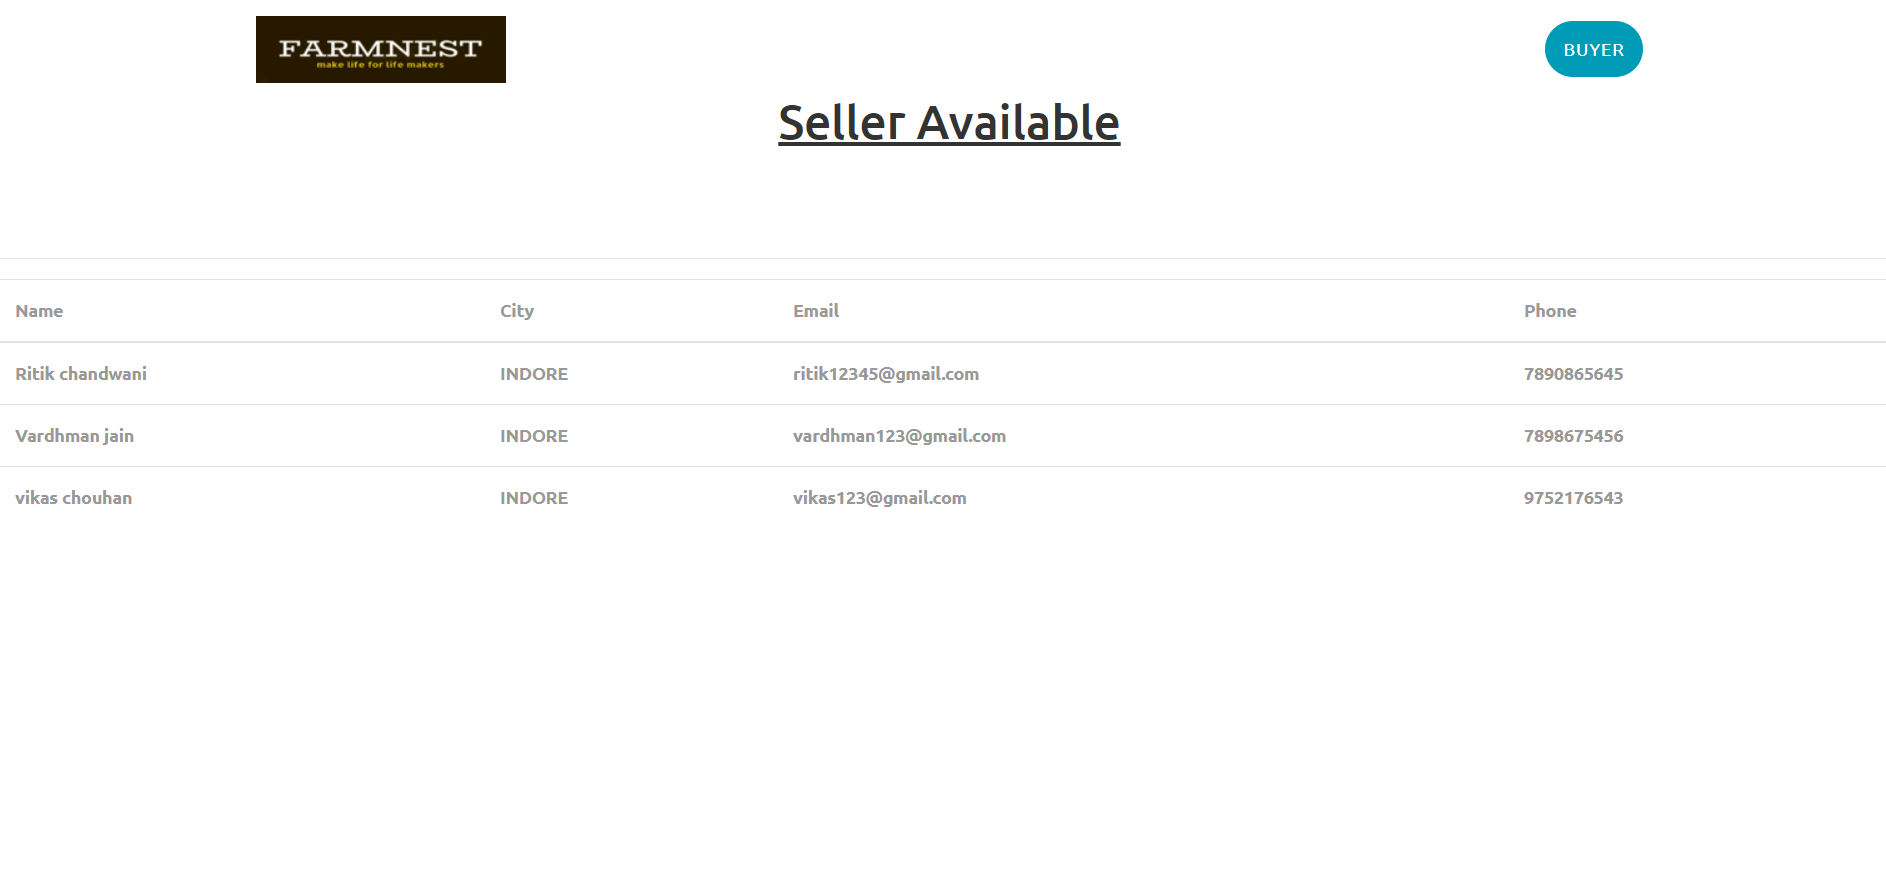 FARMNEST
make life for life makers
BUYER
Seller Available
Name City Email Phone
Ritik chandwani INDORE ritik12345@gmail.com 7890865645
Vardhman jain INDORE vardhman123@gmail.com 7898675456
vikas chouhan INDORE vikas123@gmail.com 9752176543